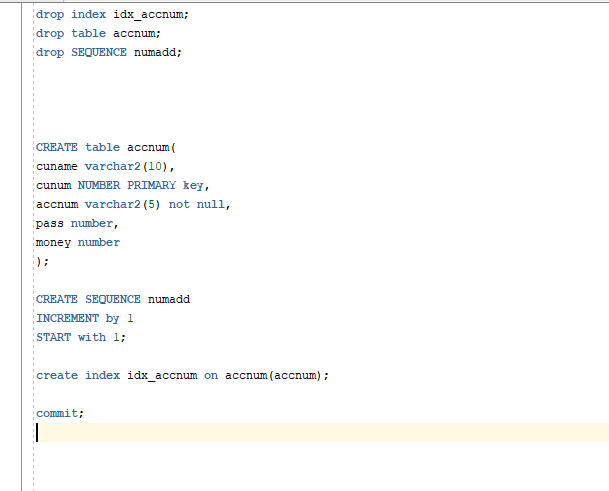 drop index idx_accnum;
drop table accnum;
drop SEQUENCE numadd;
CREATE table accnum(
cuname varchar2(10),
cunum NUMBER PRIMARY key,
accnum varchar2(5) not null,
pass number,
money number
);
CREATE SEQUENCE numadd
INCREMENT by 1
START with 1;
create index idx_accnum on accnum(accnum);
commit;